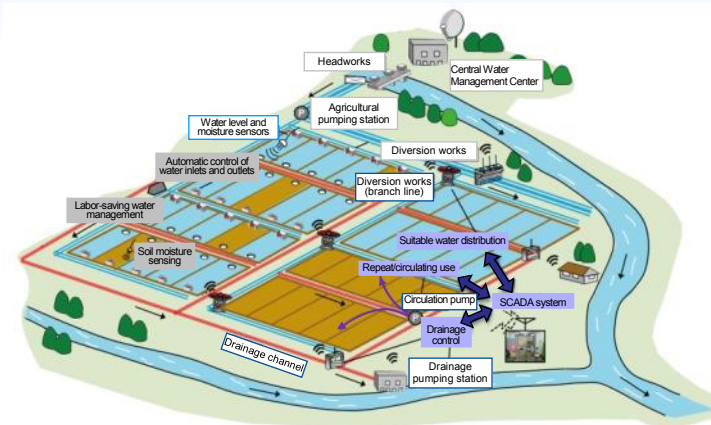 Headworks
Central Water
Management Center
P
Agricultural
pumping station
Water level and
moisture sensors
Diversion works
Automatic control of
water inlets and outlets
Diversion works
(branch line)
Labor-saving water
management
Suitable water distribution
Soil moisture
sensing
Repeat/circulating use
Circulation pump
SCADA system
P
Drainage
control
Drainage channel
Drainage
pumping station